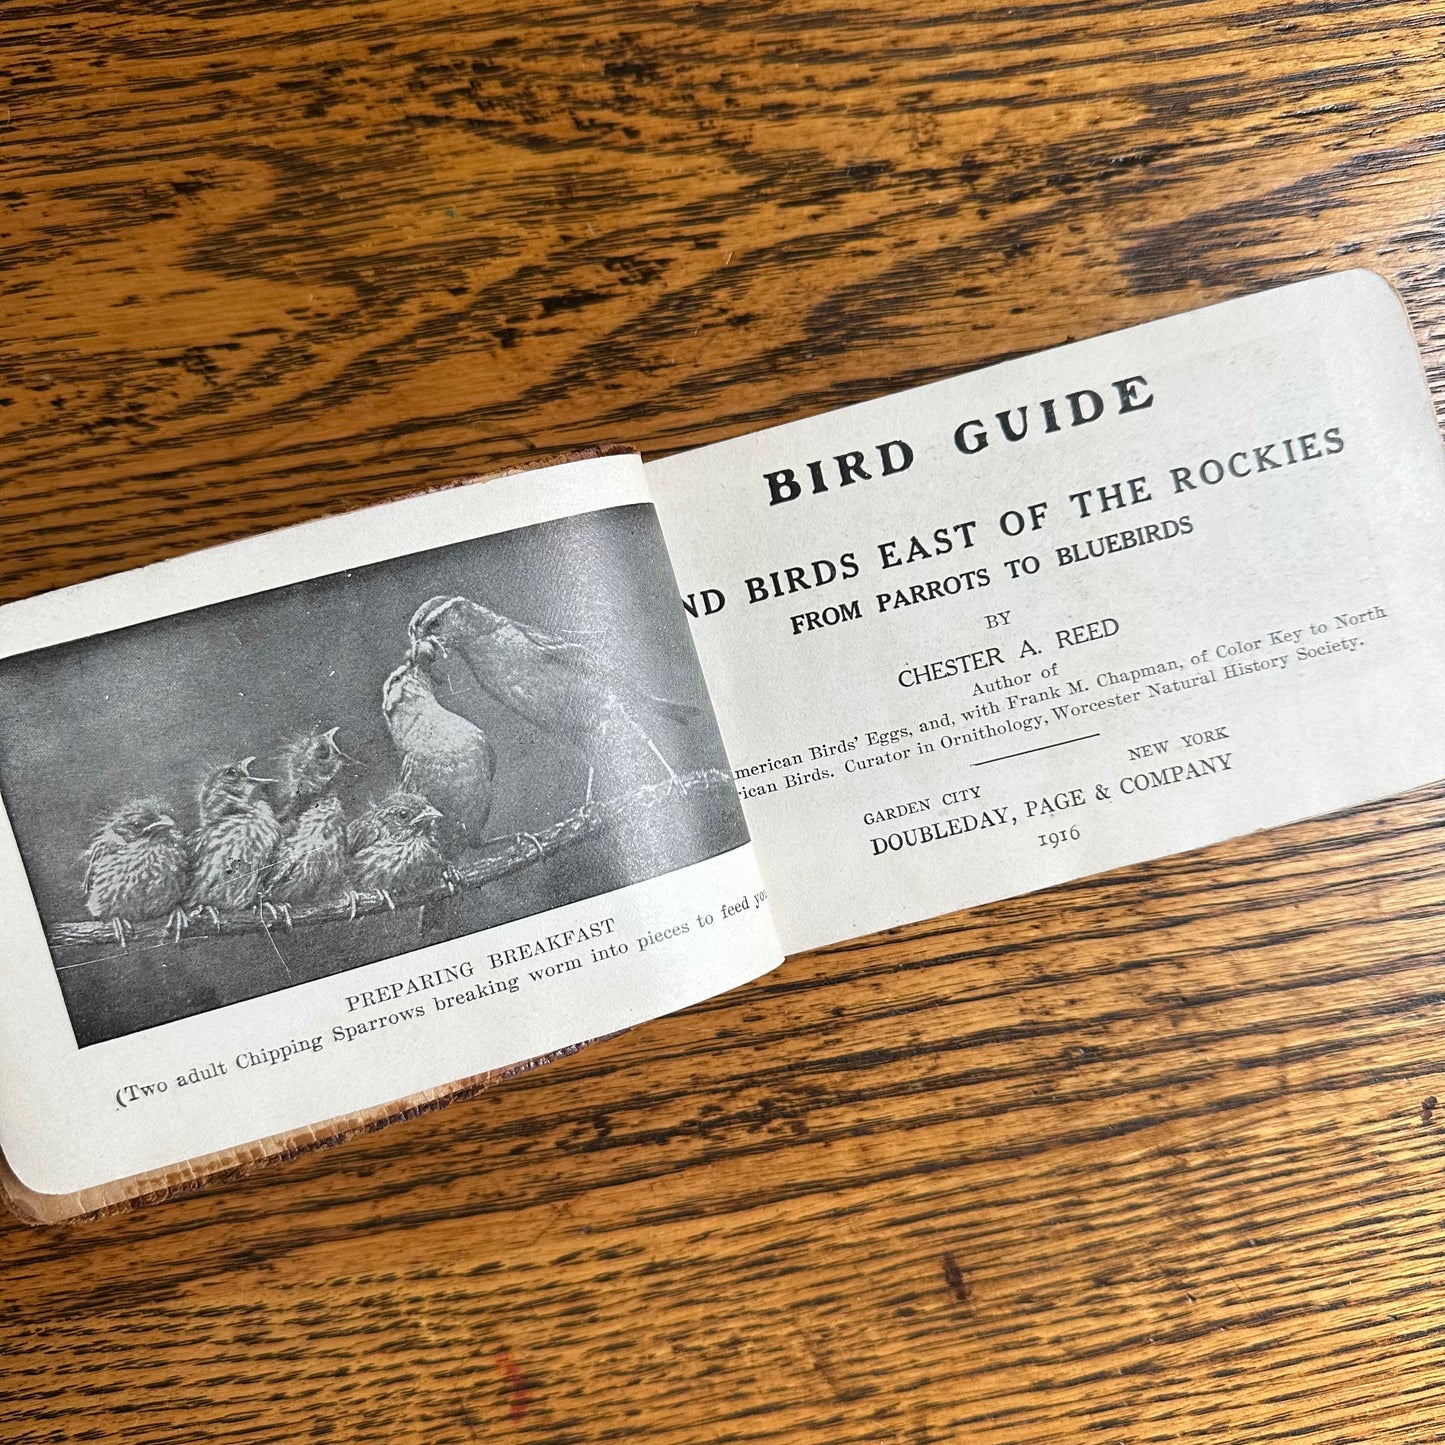 PREPARING BREAKFAST
(Two adult Chipping Sparrows breaking worm into pieces to feed
BIRD GUIDE
BIRDS EAST OF THE ROCKIES
FROM PARROTS TO BLUEBIRDS
BY
CHESTER A. REED
Author of
merican Birds' Eggs, and, with Frank M. Chapman, of Color Key to North
rican Birds. Curator in Ornithology, Worcester Natural History Society.
GARDEN CITY NEW YORK
DOUBLEDAY, PAGE & COMPANY
1916